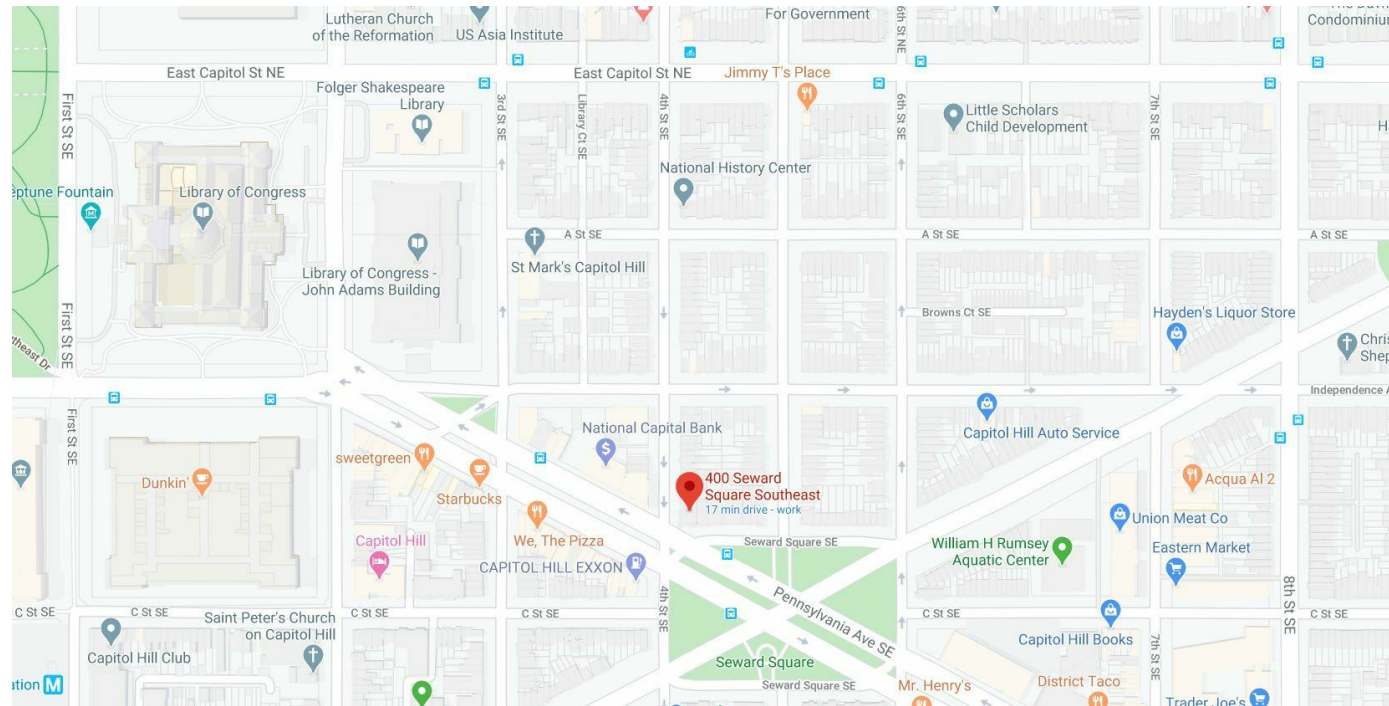 Lutheran Church
of the Reformation
US Asia Institute
For Government
6th St NE
Condominiu
East Capitol St NE
East Capitol St NE
Jimmy T's Place
Folger Shakespeare
Library
First St SE
3rd St SE
Library Ct SE
4th St SE
6th St SE
7th St SE
Little Scholars
Child Development
H
National History Center
eptune Fountain
Library of Congress
A St SE
A St SE
A St SE
St Mark's Capitol Hill
Library of Congress -
John Adams Building
First St SE
Browns Ct SE
Hayden's Liquor Store
theast Dr
Chris
Shep
Independence A
First St SE
National Capital Bank
Capitol Hill Auto Service
sweetgreen
Dunkin'
Starbucks
400 Seward
Square Southeast
17 min drive - work
Acqua Al 2
Union Meat Co
We, The Pizza
Capitol Hill
Seward Square SE
William H Rumsey
Aquatic Center
Eastern Market
CAPITOL HILL EXXON
C St SE
C St SE
C St SE
4th St SE
Pennsylvania Ave SE
C St SE
8th St SE
C St SE
Saint Peter's Church
on Capitol Hill
Capitol Hill Books
7th St SE
Capitol Hill Club
Seward Square
ation M
Seward Square SE
Mr. Henry's
District Taco
Trader Joe's